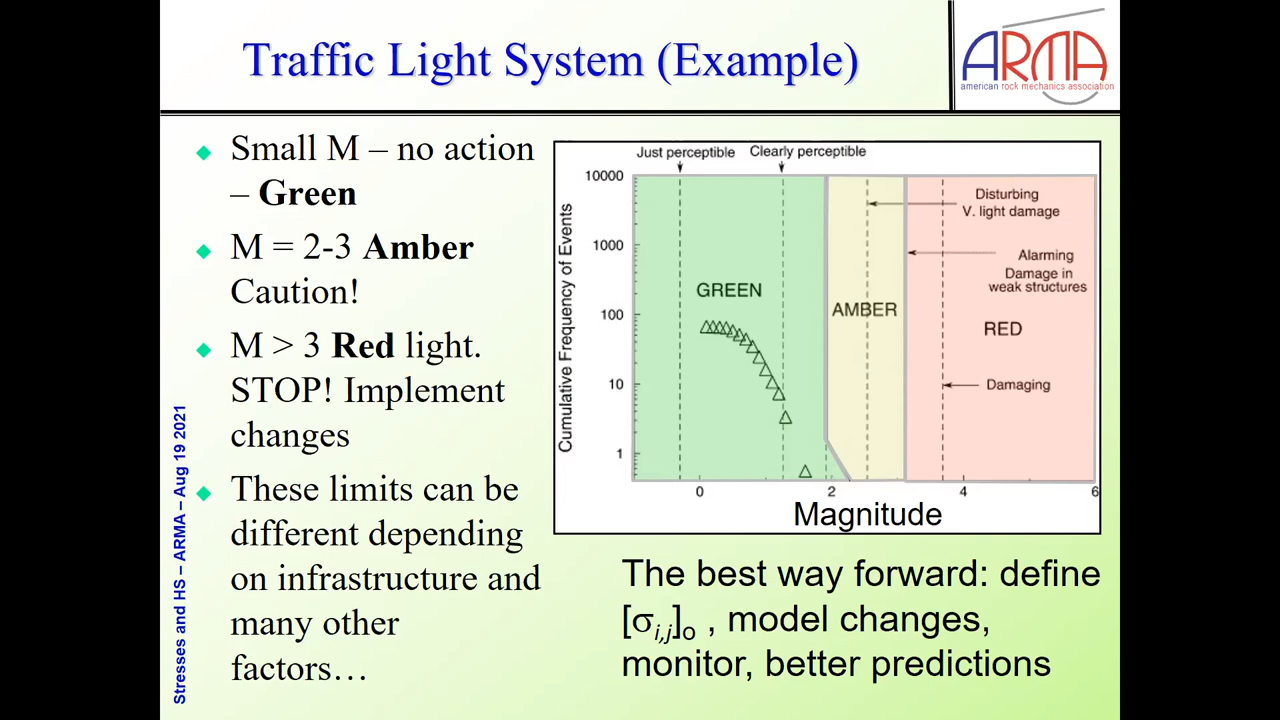 Traffic Light System (Example)
ARMA
american rock mechanics association
Small M – no action
– Green
M = 2-3 Amber
Caution!
M > 3 Red light.
STOP! Implement
changes
These limits can be
different depending
on infrastructure and
many other
factors…
Stresses and HS – ARMA – Aug 19 2021
Just perceptible Clearly perceptible
Cumulative Frequency of Events
10000
1000
100
10
1
GREEN
AMBER
RED
Disturbing
V. light damage
Alarming
Damage in
weak structures
Damaging
0 2 4 6
Magnitude
The best way forward: define
[σi,j]o , model changes,
monitor, better predictions